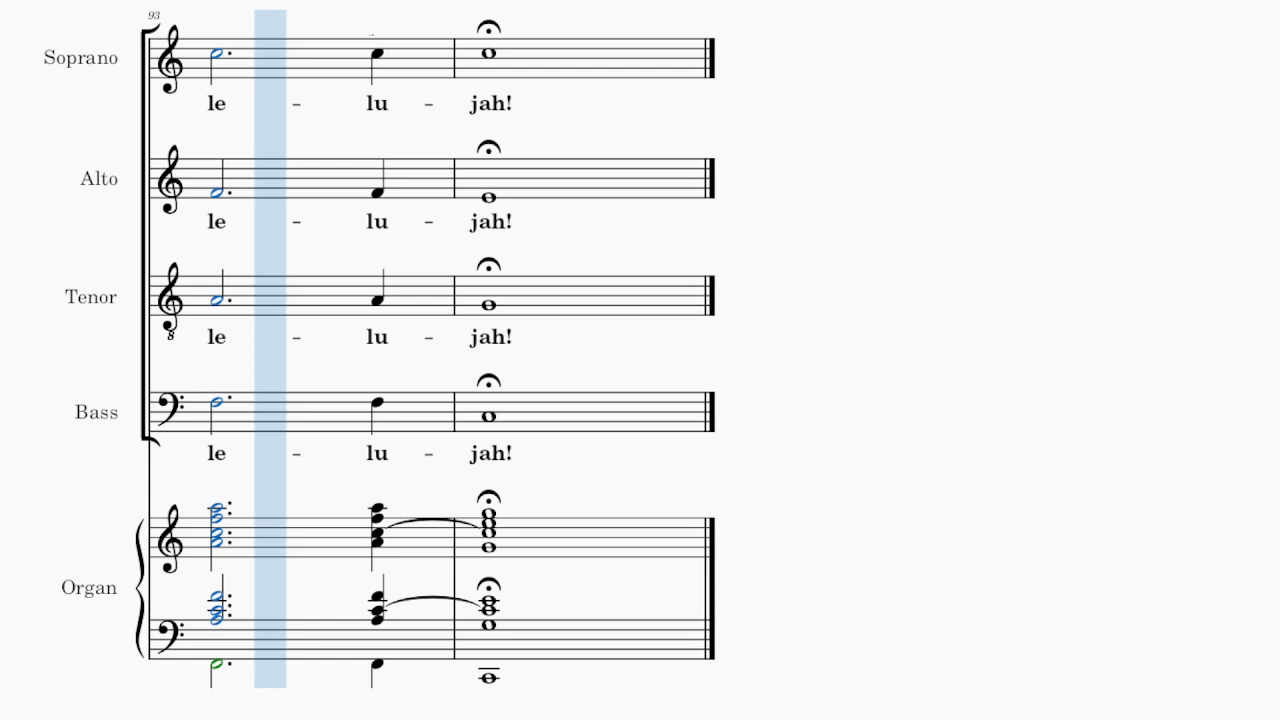 93
Soprano
le - lu - jah!
Alto
le - lu - jah!
Tenor
8
le - lu - jah!
Bass
le - lu - jah!
Organ